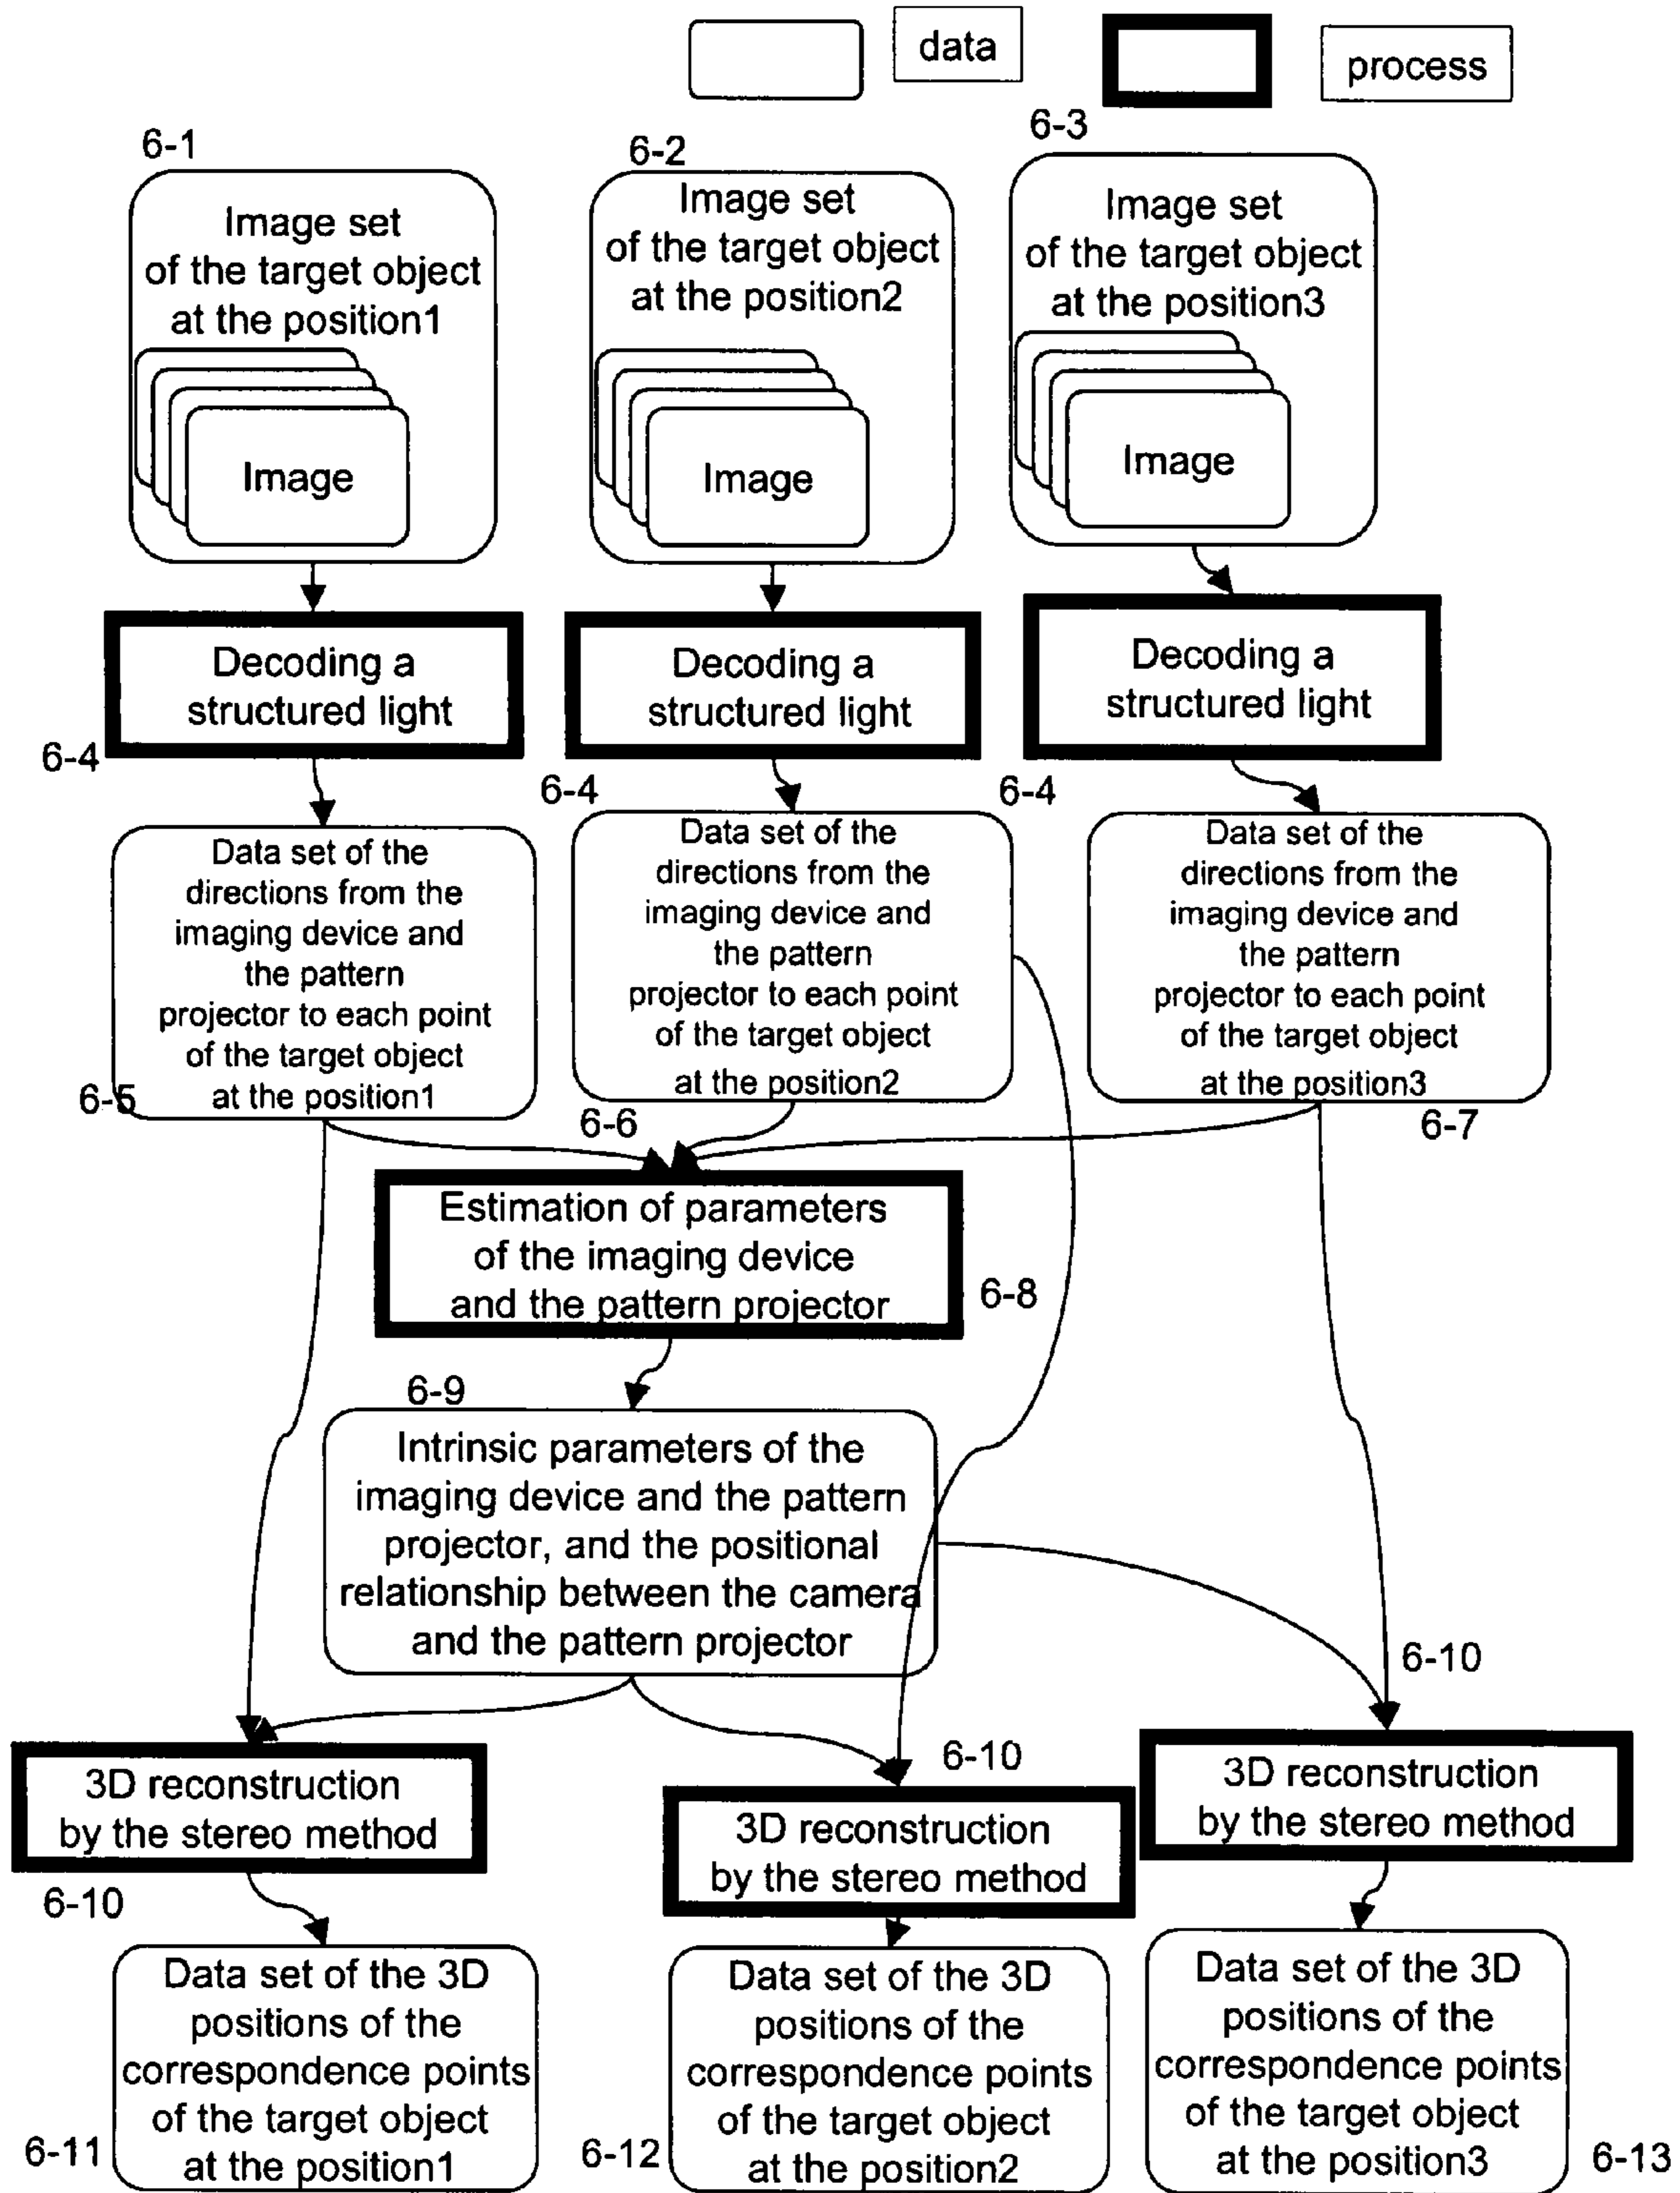 data
process
6-1
6-2
6-3
Image set
of the target object
at the position1
Image
Image set
of the target object
at the position2
Image
Image set
of the target object
at the position3
Image
Decoding a
structured light
6-4
Decoding a
structured light
6-4
Decoding a
structured light
6-4
Data set of the
directions from the
imaging device and
the pattern
projector to each point
of the target object
at the position1
6-5
Data set of the
directions from the
imaging device and
the pattern
projector to each point
of the target object
at the position2
6-6
Data set of the
directions from the
imaging device and
the pattern
projector to each point
of the target object
at the position3
6-7
Estimation of parameters
of the imaging device
and the pattern projector
6-8
6-9
Intrinsic parameters of the
imaging device and the pattern
projector, and the positional
relationship between the camera
and the pattern projector
3D reconstruction
by the stereo method
6-10
6-10
3D reconstruction
by the stereo method
6-10
3D reconstruction
by the stereo method
Data set of the 3D
positions of the
correspondence points
of the target object
at the position1
6-11
Data set of the 3D
positions of the
correspondence points
of the target object
at the position2
6-12
Data set of the 3D
positions of the
correspondence points
of the target object
at the position3
6-13